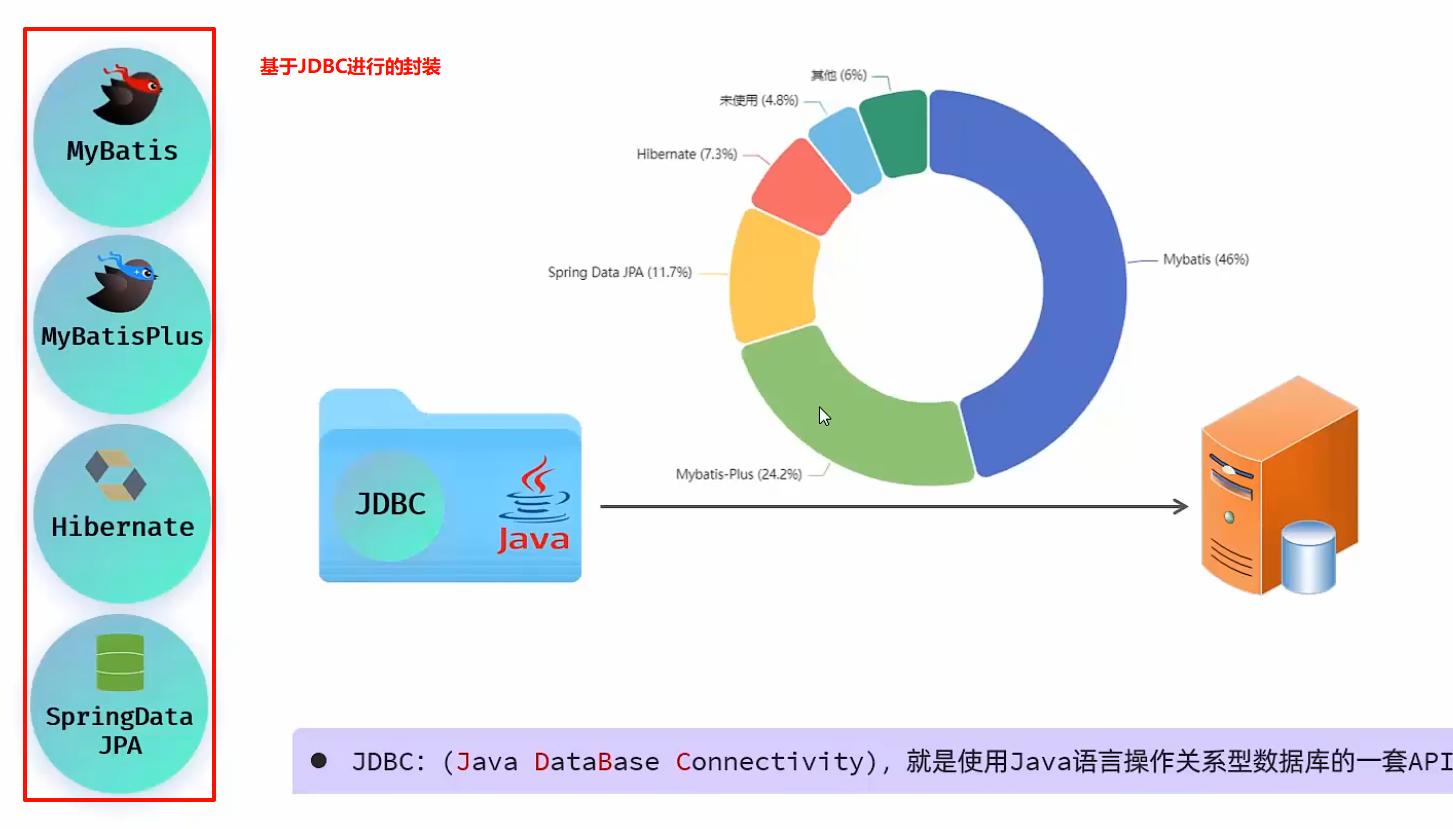 MyBatis
MyBatisPlus
Hibernate
SpringData
JPA
基于JDBC进行的封装
其他 (6%)
未使用 (4.8%)
Hibernate (7.3%)
Spring Data JPA (11.7%)
Mybatis-Plus (24.2%)
Mybatis (46%)
JDBC
Java
● JDBC：(Java DataBase Connectivity)，就是使用Java语言操作关系型数据库的一套API